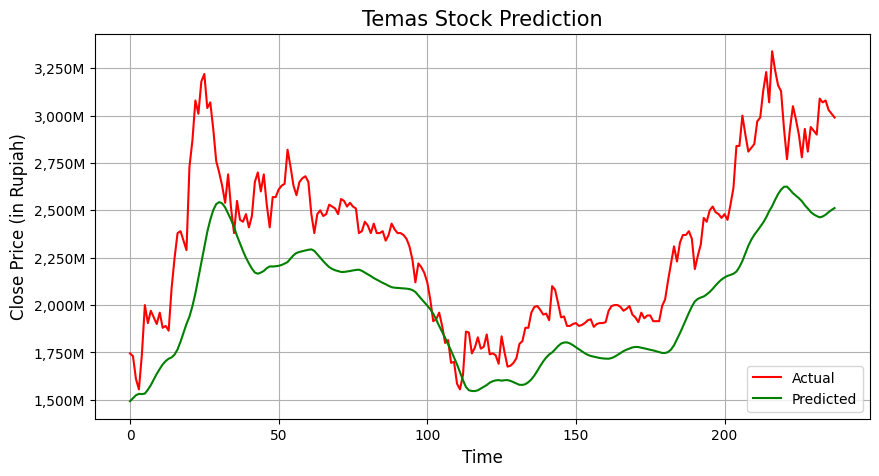 Temas Stock Prediction
Close Price (in Rupiah)
3,250M
3,000M
2,750M
2,500M
2,250M
2,000M
1,750M
1,500M
0
50
100
150
200
Time
Actual
Predicted